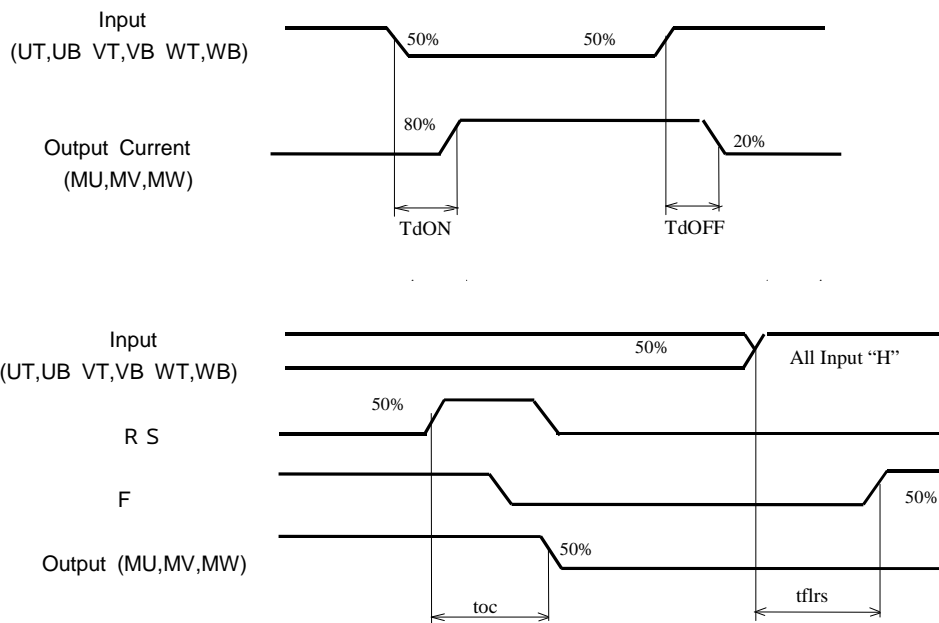 Input
(UT,UB VT,VB WT,WB)
50%
50%
Output Current
(MU,MV,MW)
80%
20%
TdON
TdOFF
Input
(UT,UB VT,VB WT,WB)
50%
All Input “H”
R S
50%
F
50%
Output (MU,MV,MW)
50%
toc
tflrs